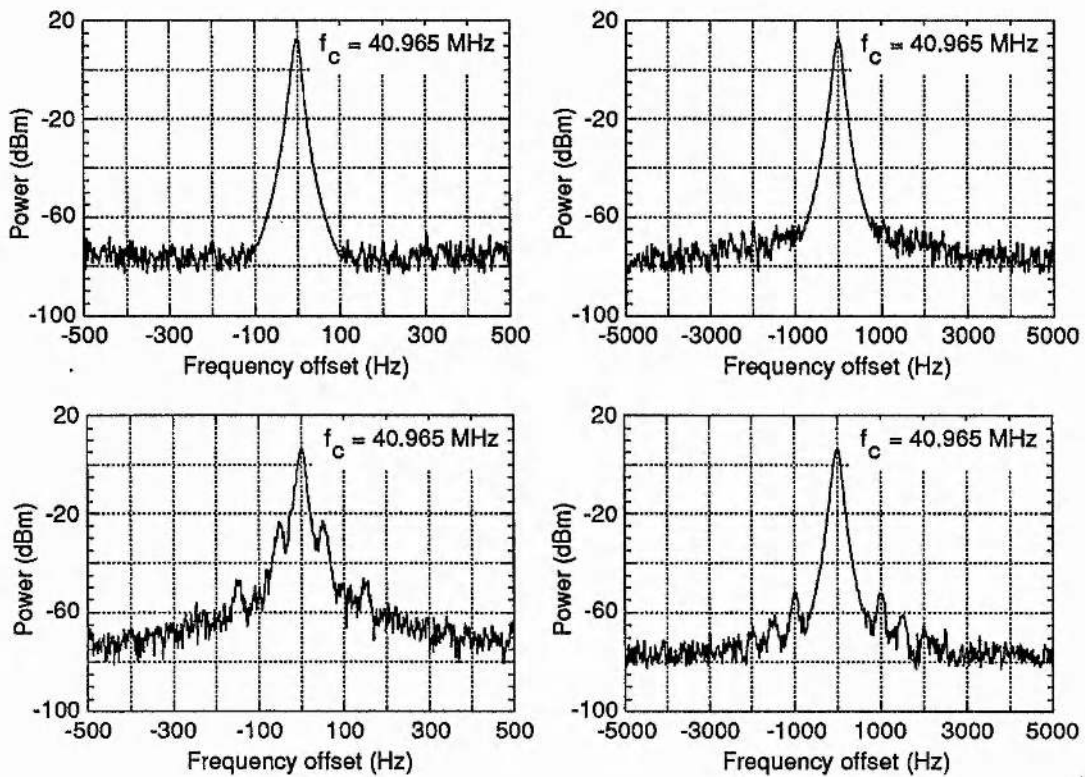 20
-20
-60
-100
Power (dBm)
f_c = 40.965 MHz
-500 -300 -100 100 300 500
Frequency offset (Hz)
20
-20
-60
-100
Power (dBm)
f_c = 40.965 MHz
-5000 -3000 -1000 1000 3000 5000
Frequency offset (Hz)
20
-20
-60
-100
Power (dBm)
f_c = 40.965 MHz
-500 -300 -100 100 300 500
Frequency offset (Hz)
20
-20
-60
-100
Power (dBm)
f_c = 40.965 MHz
-5000 -3000 -1000 0 1000 3000 5000
Frequency offset (Hz)